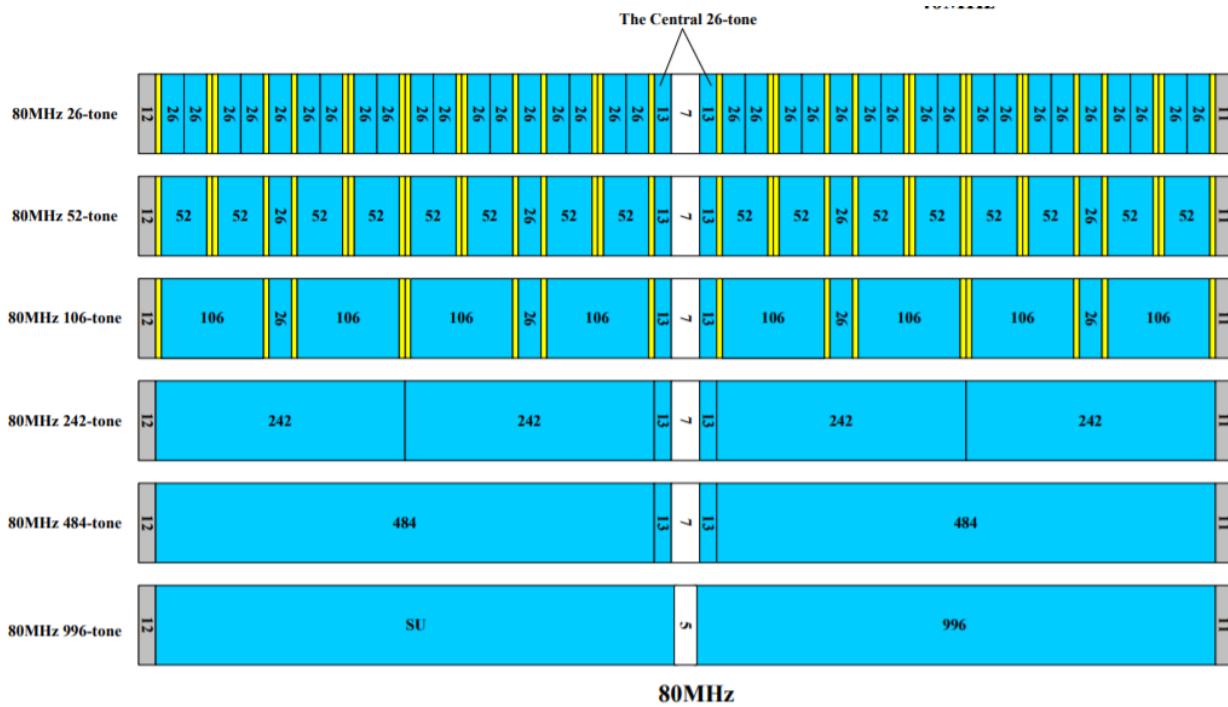 The Central 26-tone
80MHz 26-tone 12 26 26 26 26 26 26 26 26 26 26 26 26 26 26 26 26 26 26 13 7 13 26 26 26 26 26 26 26 26 26 26 26 26 26 26 26 26 26 26 11
80MHz 52-tone 12 52 52 26 52 52 52 52 26 52 52 13 7 13 52 52 26 52 52 52 52 26 52 52 11
80MHz 106-tone 12 106 26 106 106 26 106 13 7 13 106 26 106 106 26 106 11
80MHz 242-tone 12 242 242 13 7 13 242 242 11
80MHz 484-tone 12 484 13 7 13 484 11
80MHz 996-tone 12 SU 5 996 11
80MHz